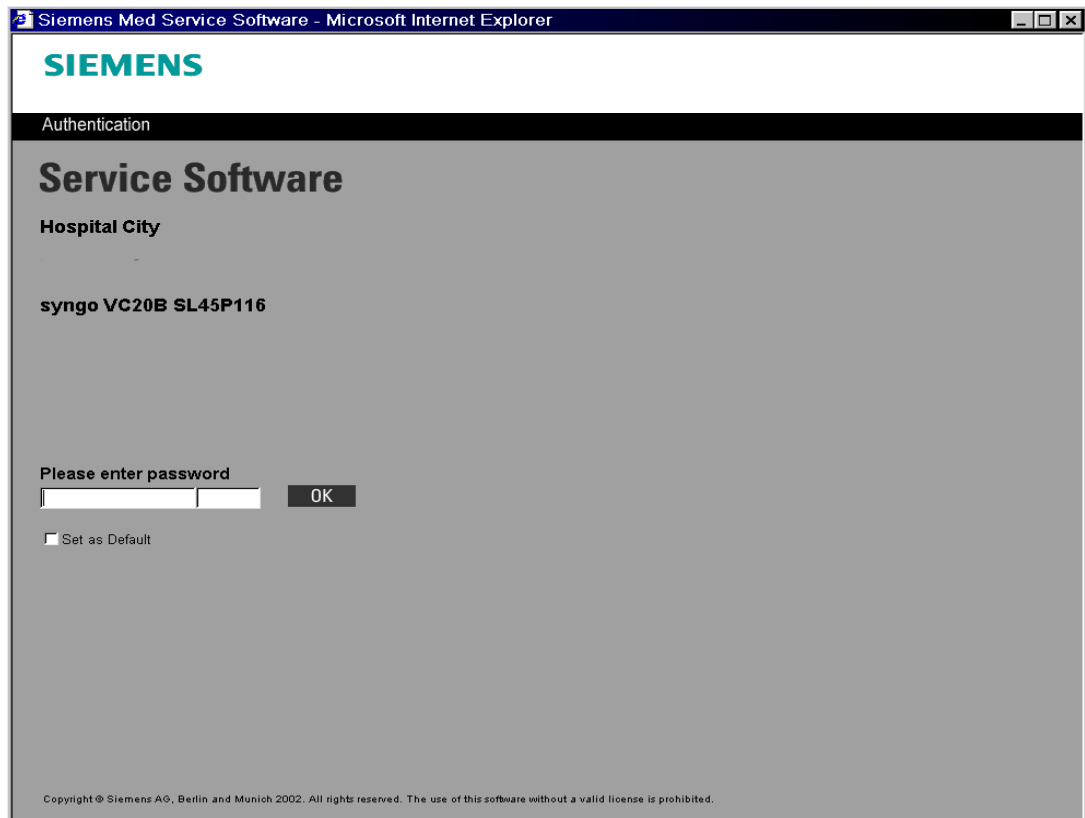 Siemens Med Service Software - Microsoft Internet Explorer
SIEMENS
Authentication
Service Software
Hospital City
syngo VC20B SL45P116
Please enter password
OK
Set as Default
Copyright © Siemens AG, Berlin and Munich 2002. All rights reserved. The use of this software without a valid license is prohibited.